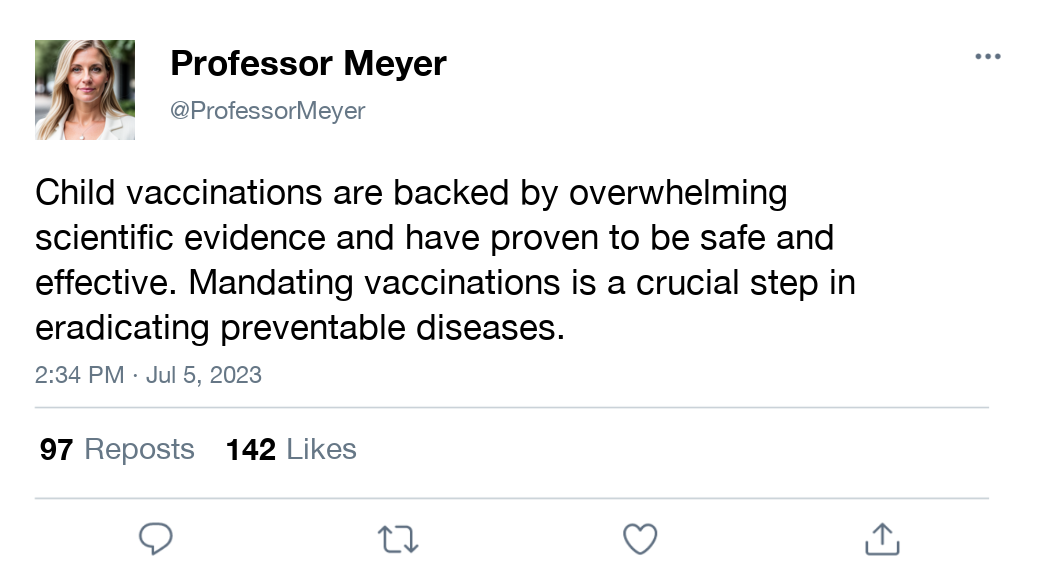 Professor Meyer
@ProfessorMeyer
Child vaccinations are backed by overwhelming
scientific evidence and have proven to be safe and
effective. Mandating vaccinations is a crucial step in
eradicating preventable diseases.
2:34 PM · Jul 5, 2023
97 Reposts 142 Likes